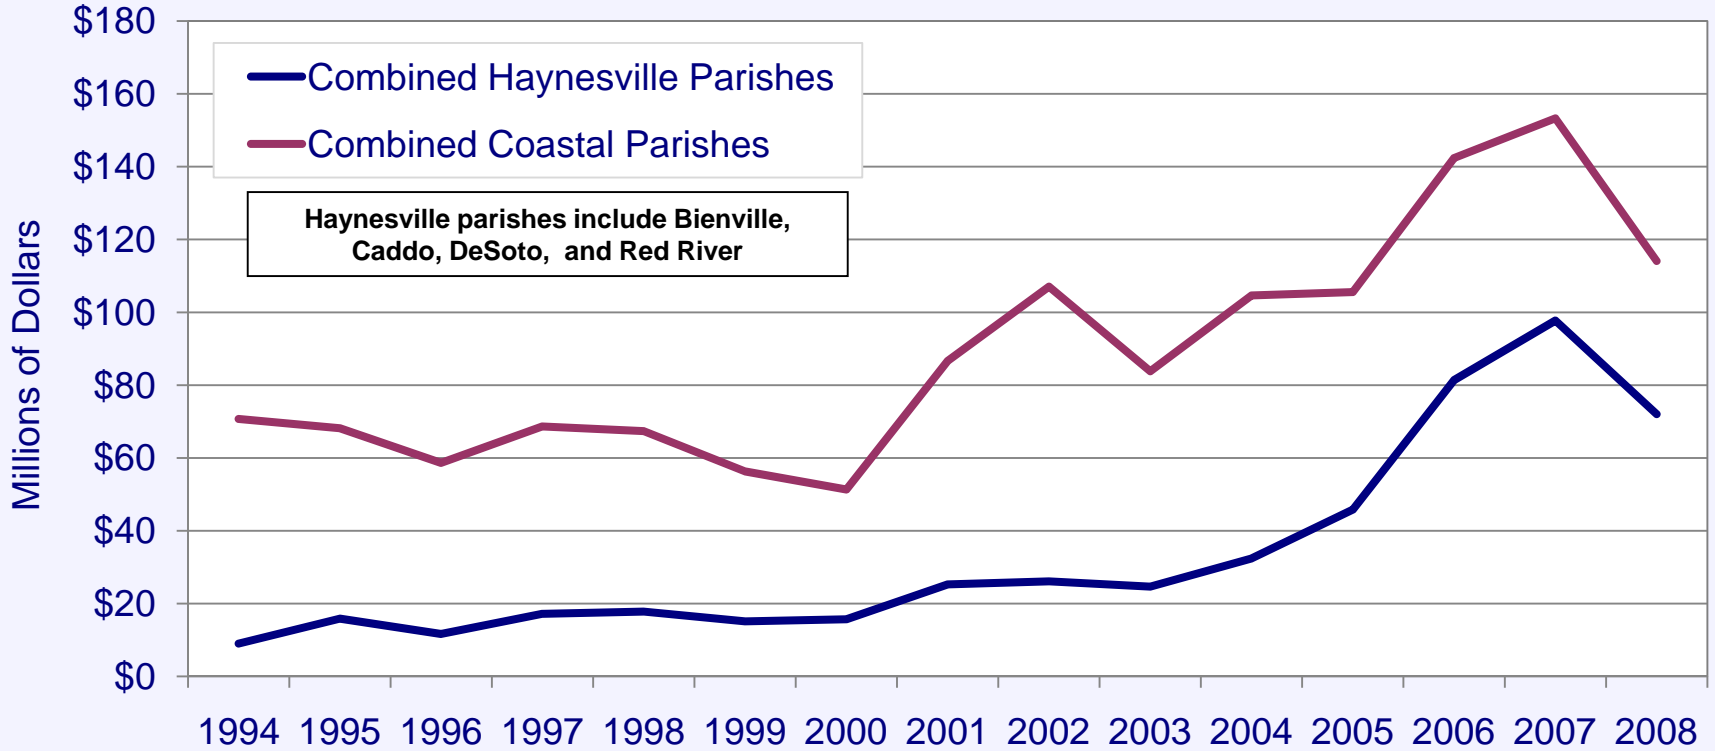 $180
$160
$140
$120
$100
$80
$60
$40
$20
$0
Millions of Dollars
Combined Haynesville Parishes
Combined Coastal Parishes
Haynesville parishes include Bienville,
Caddo, DeSoto,  and Red River
1994 1995 1996 1997 1998 1999 2000 2001 2002 2003 2004 2005 2006 2007 2008